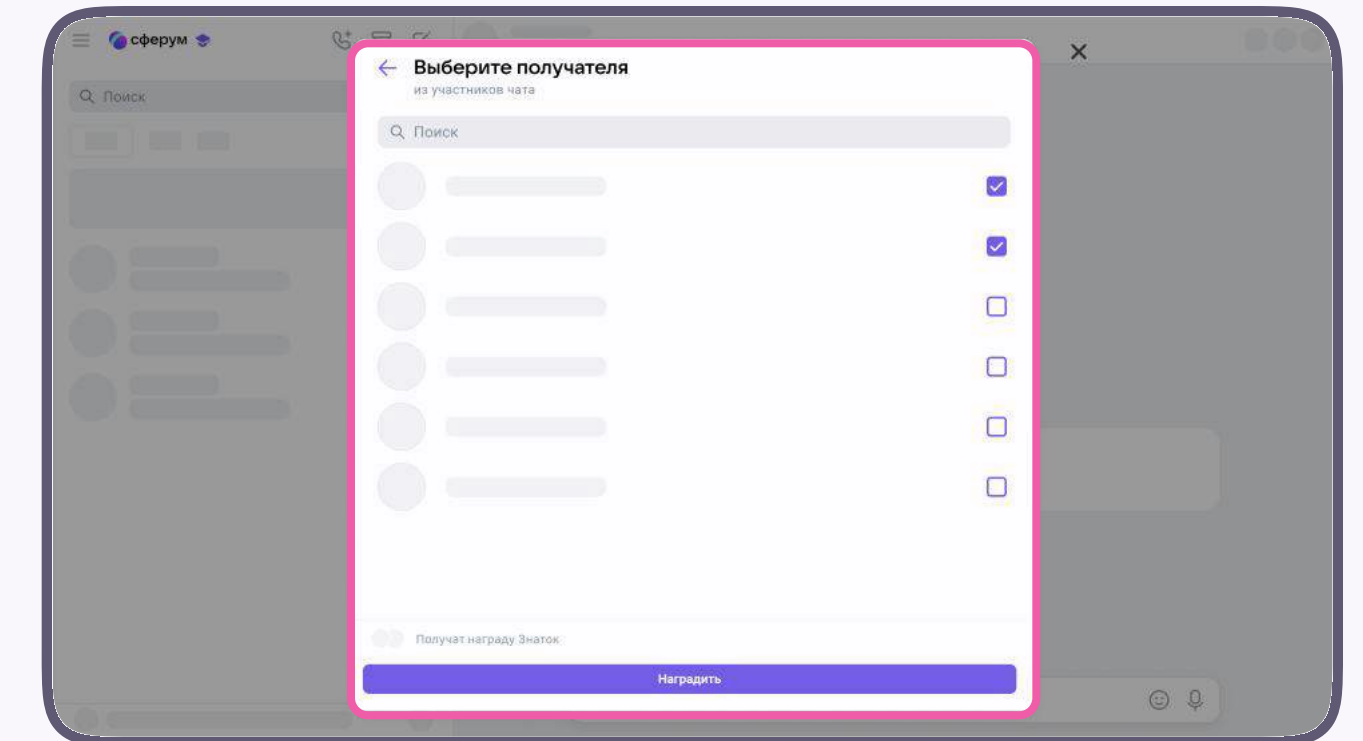 сферум
Поиск
Выберите получателя
из участников чата
Поиск
Получат награду Знаток
Наградить